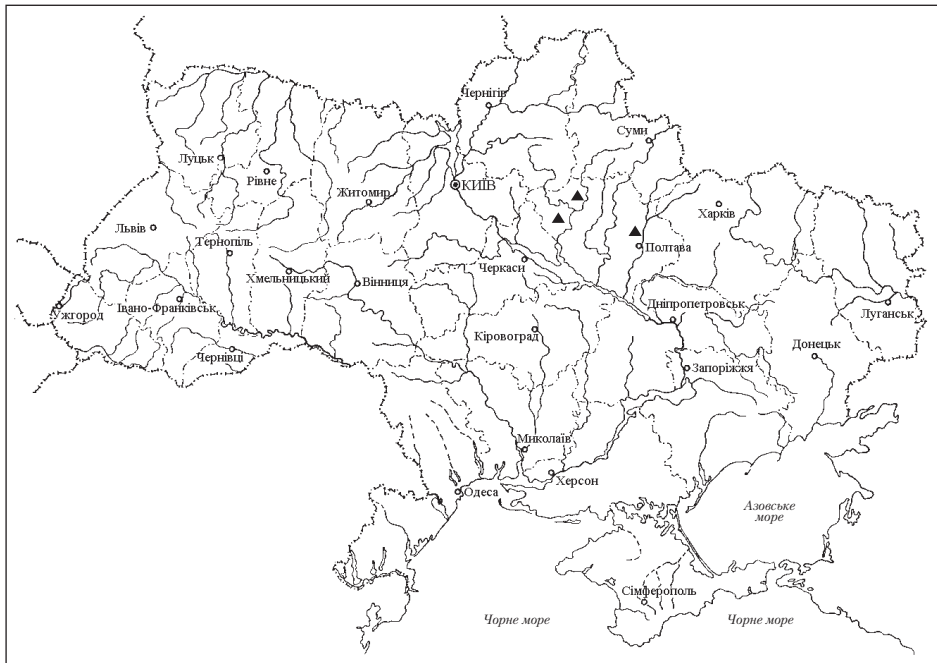 Чернігів
Суми
Луцьк
Рівне
КИЇВ
Житомир
Харків
Львів
Тернопіль
Полтава
Черкаси
Хмельницький
Вінниця
Івано-Франківськ
Ужгород
Дніпропетровськ
Луганськ
Кіровоград
Донецьк
Чернівці
Запоріжжя
Миколаїв
Херсон
Одеса
Азовське
море
Сімферополь
Чорне море
Чорне море